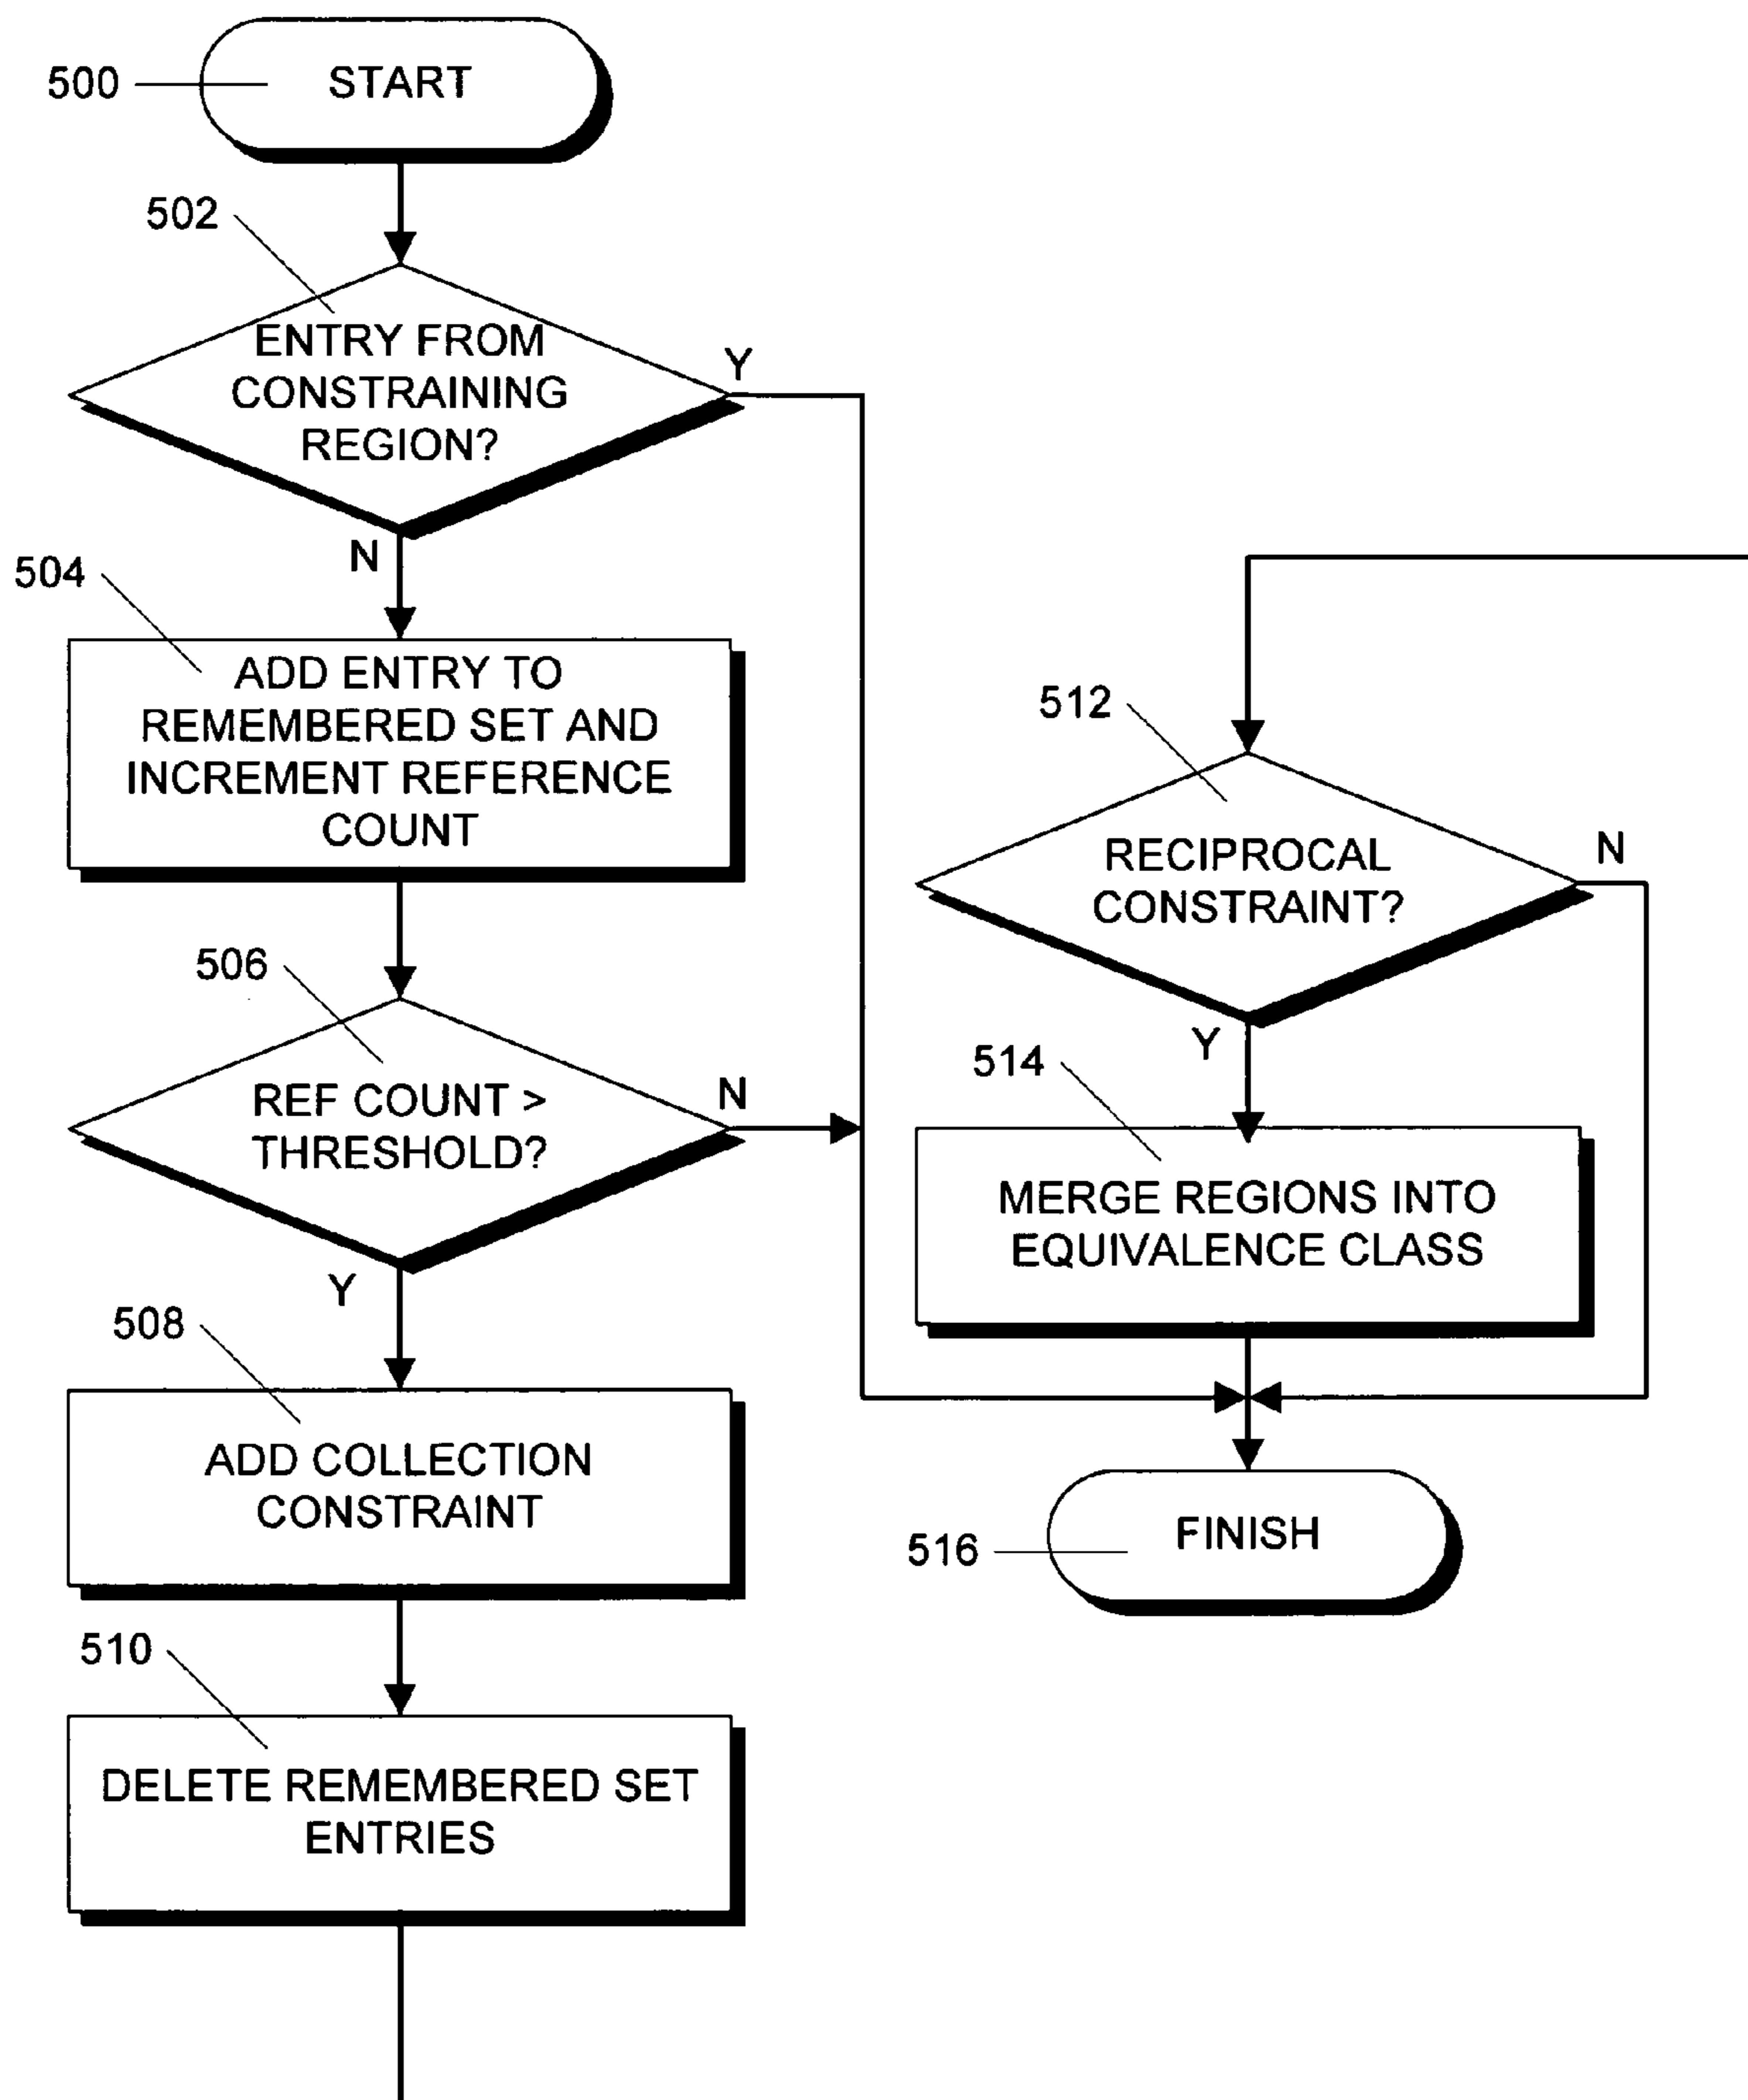 500
START
502
ENTRY FROM
CONSTRAINING
REGION?
Y
N
504
ADD ENTRY TO
REMEMBERED SET AND
INCREMENT REFERENCE
COUNT
506
REF COUNT >
THRESHOLD?
N
Y
508
ADD COLLECTION
CONSTRAINT
510
DELETE REMEMBERED SET
ENTRIES
512
RECIPROCAL
CONSTRAINT?
N
Y
514
MERGE REGIONS INTO
EQUIVALENCE CLASS
516
FINISH